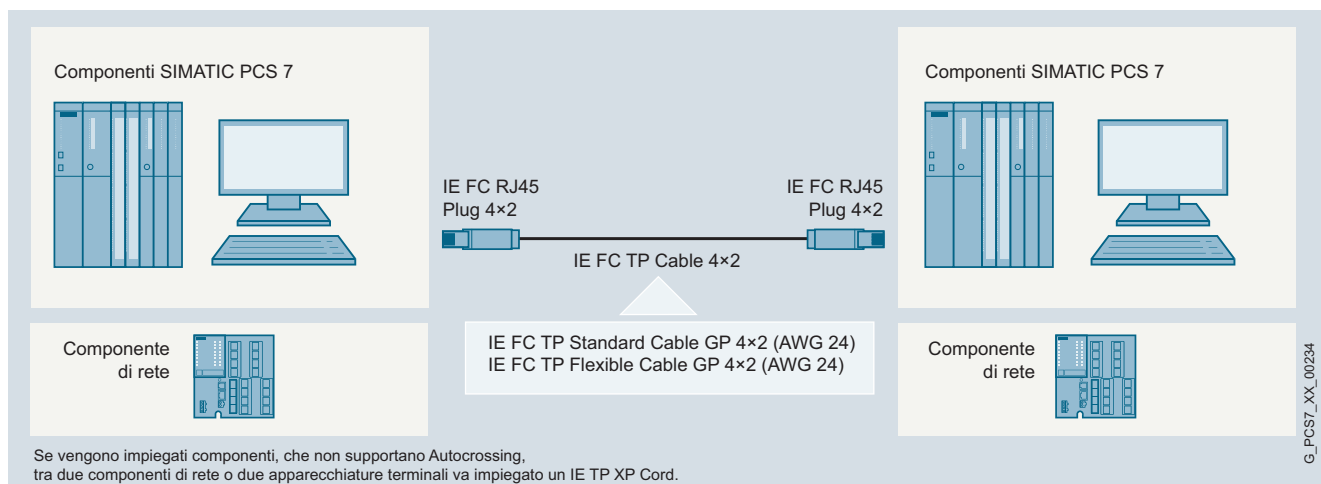 Componenti SIMATIC PCS 7
Componenti SIMATIC PCS 7
IE FC RJ45
Plug 4×2
IE FC RJ45
Plug 4×2
IE FC TP Cable 4×2
IE FC TP Standard Cable GP 4×2 (AWG 24)
IE FC TP Flexible Cable GP 4×2 (AWG 24)
Componente
di rete
Componente
di rete
Se vengono impiegati componenti, che non supportano Autocrossing,
tra due componenti di rete o due apparecchiature terminali va impiegato un IE TP XP Cord.
G_PCS7_XX_00234